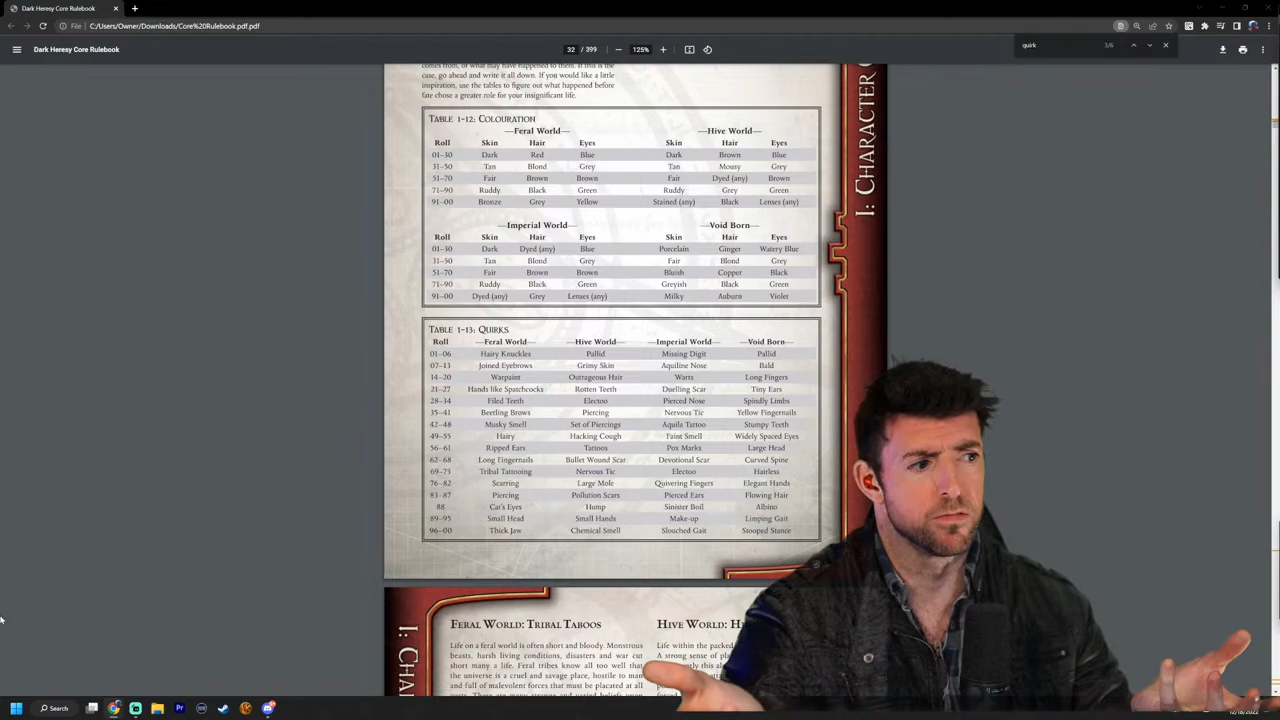 Dark Heresy Core Rulebook
C:/Users/Owner/Downloads/Core%20Rulebook.pdf.pdf
quirk 3/6
Dark Heresy Core Rulebook
32 / 399
125%
comes from, or what may have happened to them. If this is the
case, go ahead and write it all down. If you would like a little
inspiration, use the tables to figure out what happened before
fate chose a greater role for your insignificant life.
I: CHARACTER
TABLE 1-12: COLOURATION
—Feral World— —Hive World—
Roll Skin Hair Eyes Skin Hair Eyes
01–30 Dark Red Blue Dark Brown Blue
31–50 Tan Blond Grey Tan Mousy Grey
51–70 Fair Brown Brown Fair Dyed (any) Brown
71–90 Ruddy Black Green Ruddy Grey Green
91–00 Bronze Grey Yellow Stained (any) Black Lenses (any)
—Imperial World— —Void Born—
Roll Skin Hair Eyes Skin Hair Eyes
01–30 Dark Dyed (any) Blue Porcelain Ginger Watery Blue
31–50 Tan Blond Grey Fair Blond Grey
51–70 Fair Brown Brown Bluish Copper Black
71–90 Ruddy Black Green Greyish Black Green
91–00 Dyed (any) Grey Lenses (any) Milky Auburn Violet
TABLE 1-13: QUIRKS
Roll —Feral World— —Hive World— —Imperial World— —Void Born—
01–06 Hairy Knuckles Pallid Missing Digit Pallid
07–13 Joined Eyebrows Grimy Skin Aquiline Nose Bald
14–20 Warpaint Outrageous Hair Warts Long Fingers
21–27 Hands like Spatchcocks Rotten Teeth Duelling Scar Tiny Ears
28–34 Filed Teeth Electoo Pierced Nose Spindly Limbs
35–41 Beetling Brows Piercing Nervous Tic Yellow Fingernails
42–48 Musky Smell Set of Piercings Aquila Tattoo Stumpy Teeth
49–55 Hairy Hacking Cough Faint Smell Widely Spaced Eyes
56–61 Ripped Ears Tattoos Pox Marks Large Head
62–68 Long Fingernails Bullet Wound Scar Devotional Scar Curved Spine
69–75 Tribal Tattooing Nervous Tic Electoo Hairless
76–82 Scarring Large Mole Quivering Fingers Elegant Hands
83–87 Piercing Pollution Scars Pierced Ears Flowing Hair
88 Cat's Eyes Hump Sinister Boil Albino
89–95 Small Head Small Hands Make-up Limping Gait
96–00 Thick Jaw Chemical Smell Slouched Gait Stooped Stance
I: CHA
FERAL WORLD: TRIBAL TABOOS
Life on a feral world is often short and bloody. Monstrous
beasts, harsh living conditions, disasters and war cut
short many a life. Feral tribes know all too well that
the universe is a cruel and savage place, hostile to man
and full of malevolent forces that must be placated at all
HIVE WORLD:
Life within the packed
A strong sense of
Search
12/18/2022